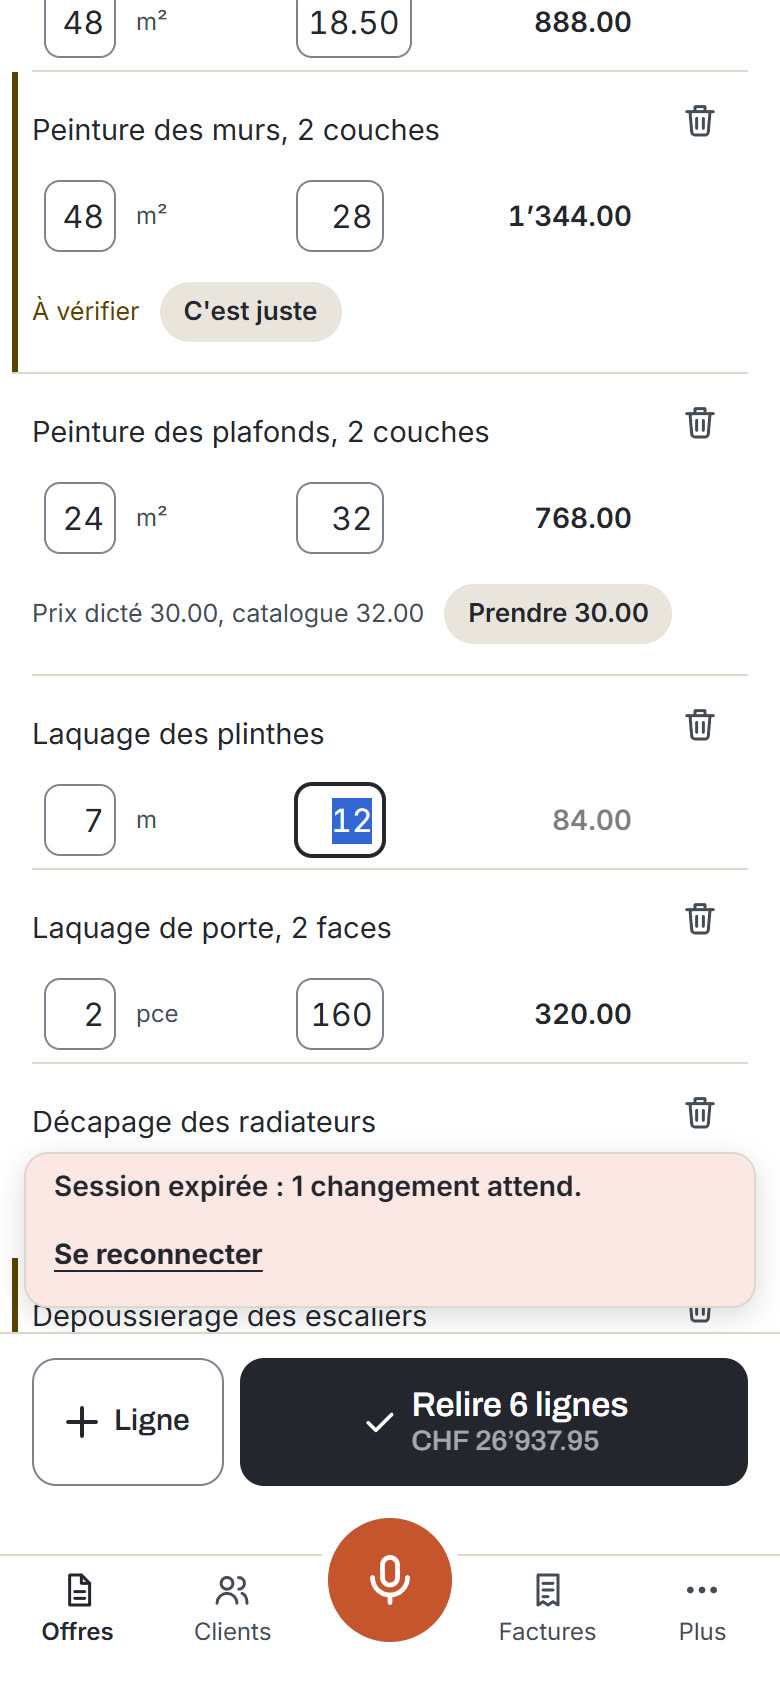 48 m² 18.50 888.00
Peinture des murs, 2 couches
48 m² 28 1’344.00
À vérifier C'est juste
Peinture des plafonds, 2 couches
24 m² 32 768.00
Prix dicté 30.00, catalogue 32.00 Prendre 30.00
Laquage des plinthes
7 m 12 84.00
Laquage de porte, 2 faces
2 pce 160 320.00
Décapage des radiateurs
Session expirée : 1 changement attend.
Se reconnecter
Dépoussiérage des escaliers
Ligne
Relire 6 lignes
CHF 26’937.95
Offres Clients Factures Plus